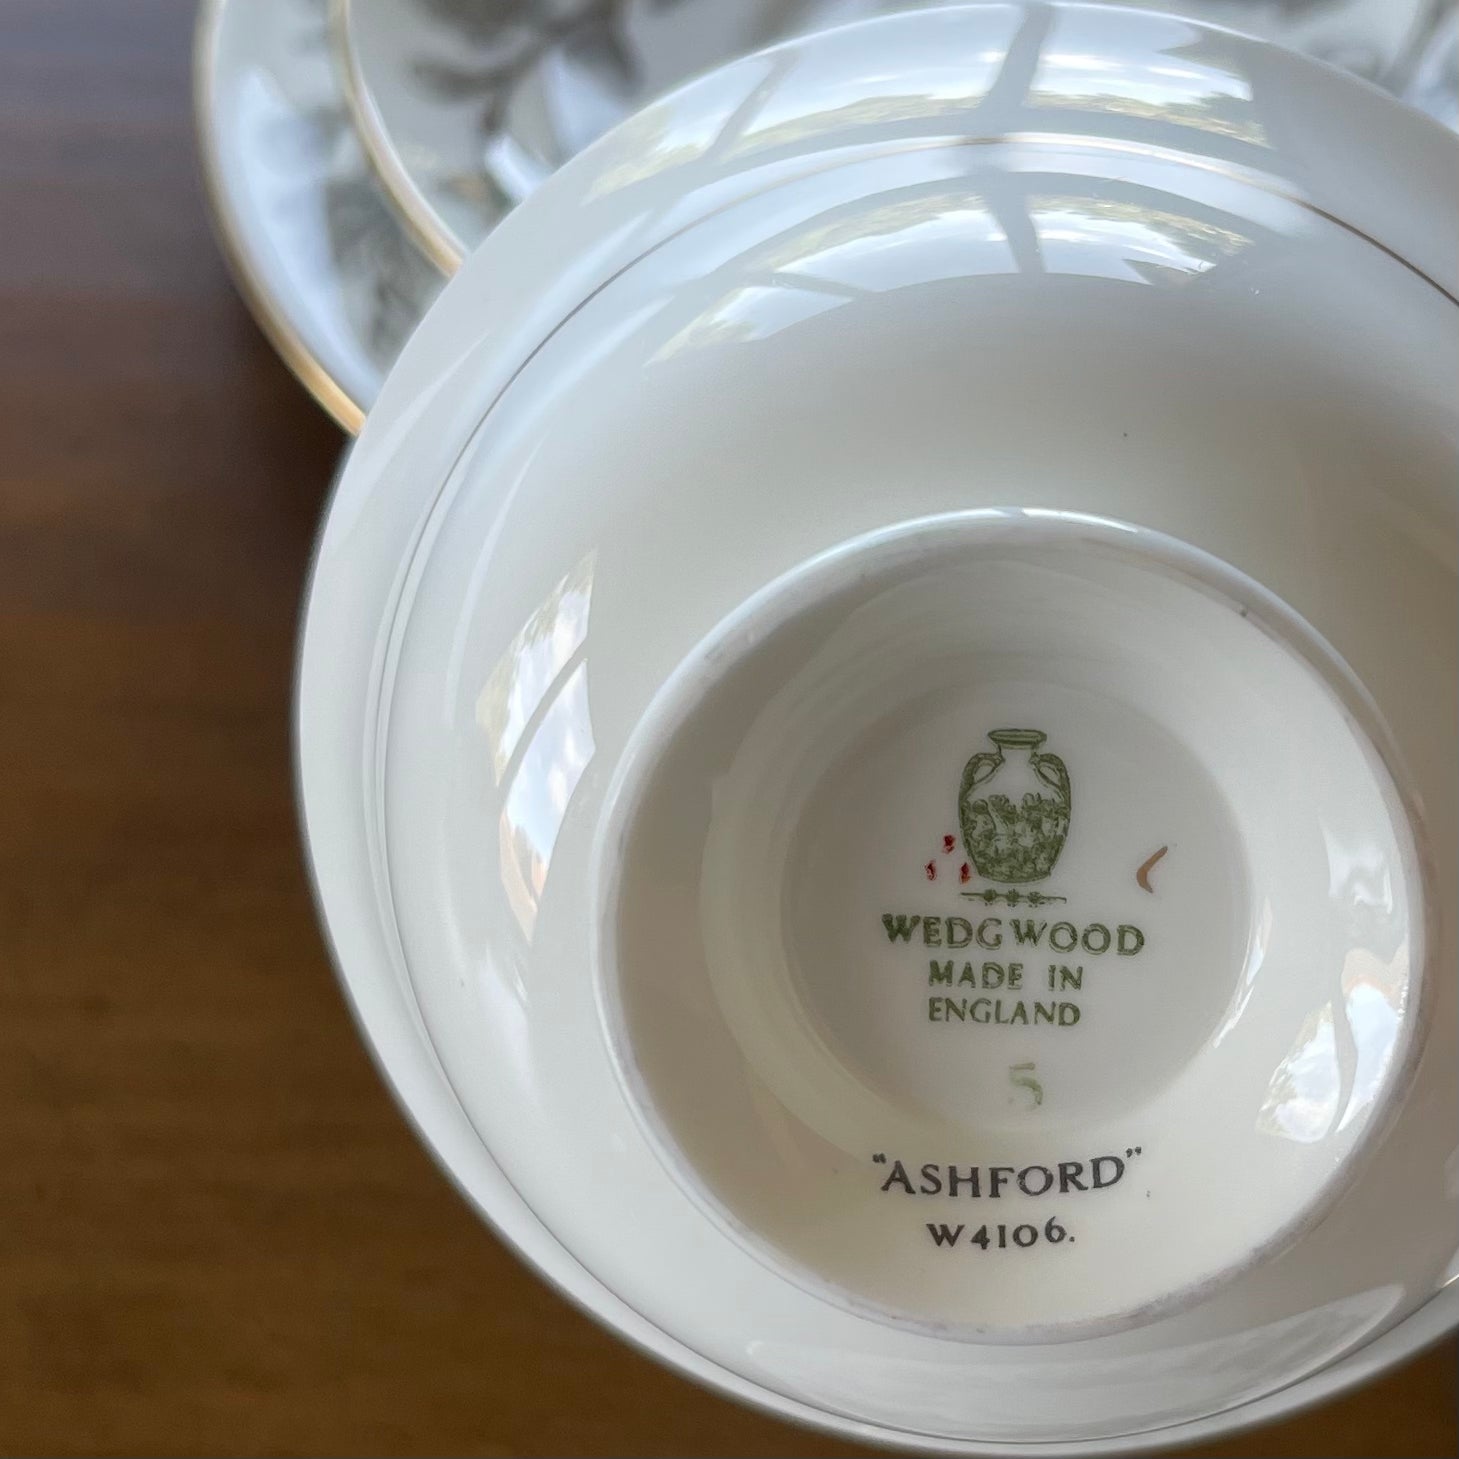 WEDGWOOD
MADE IN
ENGLAND
5
"ASHFORD"
W4106.